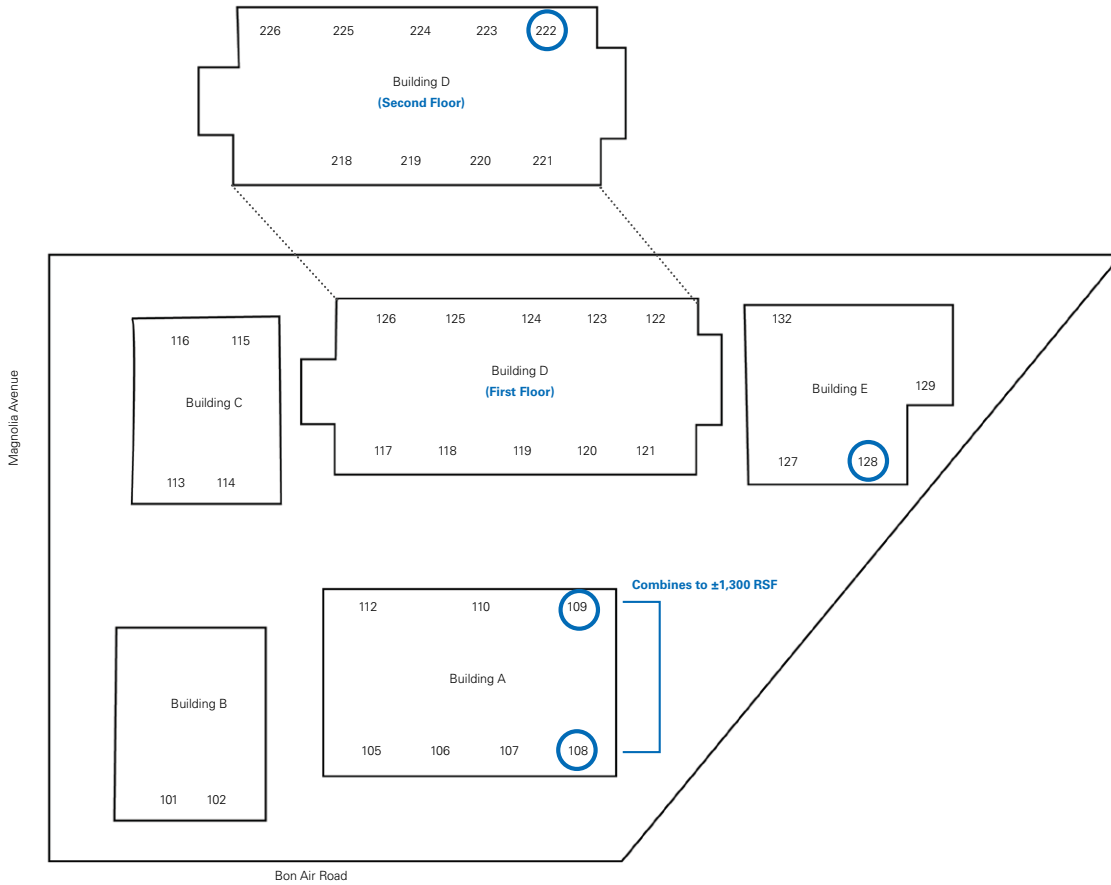 226 225 224 223 222
Building D
(Second Floor)
218 219 220 221
126 125 124 123 122
Building D
(First Floor)
117 118 119 120 121
132
Building E
129
127 128
116 115
Building C
113 114
Magnolia Avenue
Combines to ±1,300 RSF
112 110 109
Building A
105 106 107 108
Building B
101 102
Bon Air Road